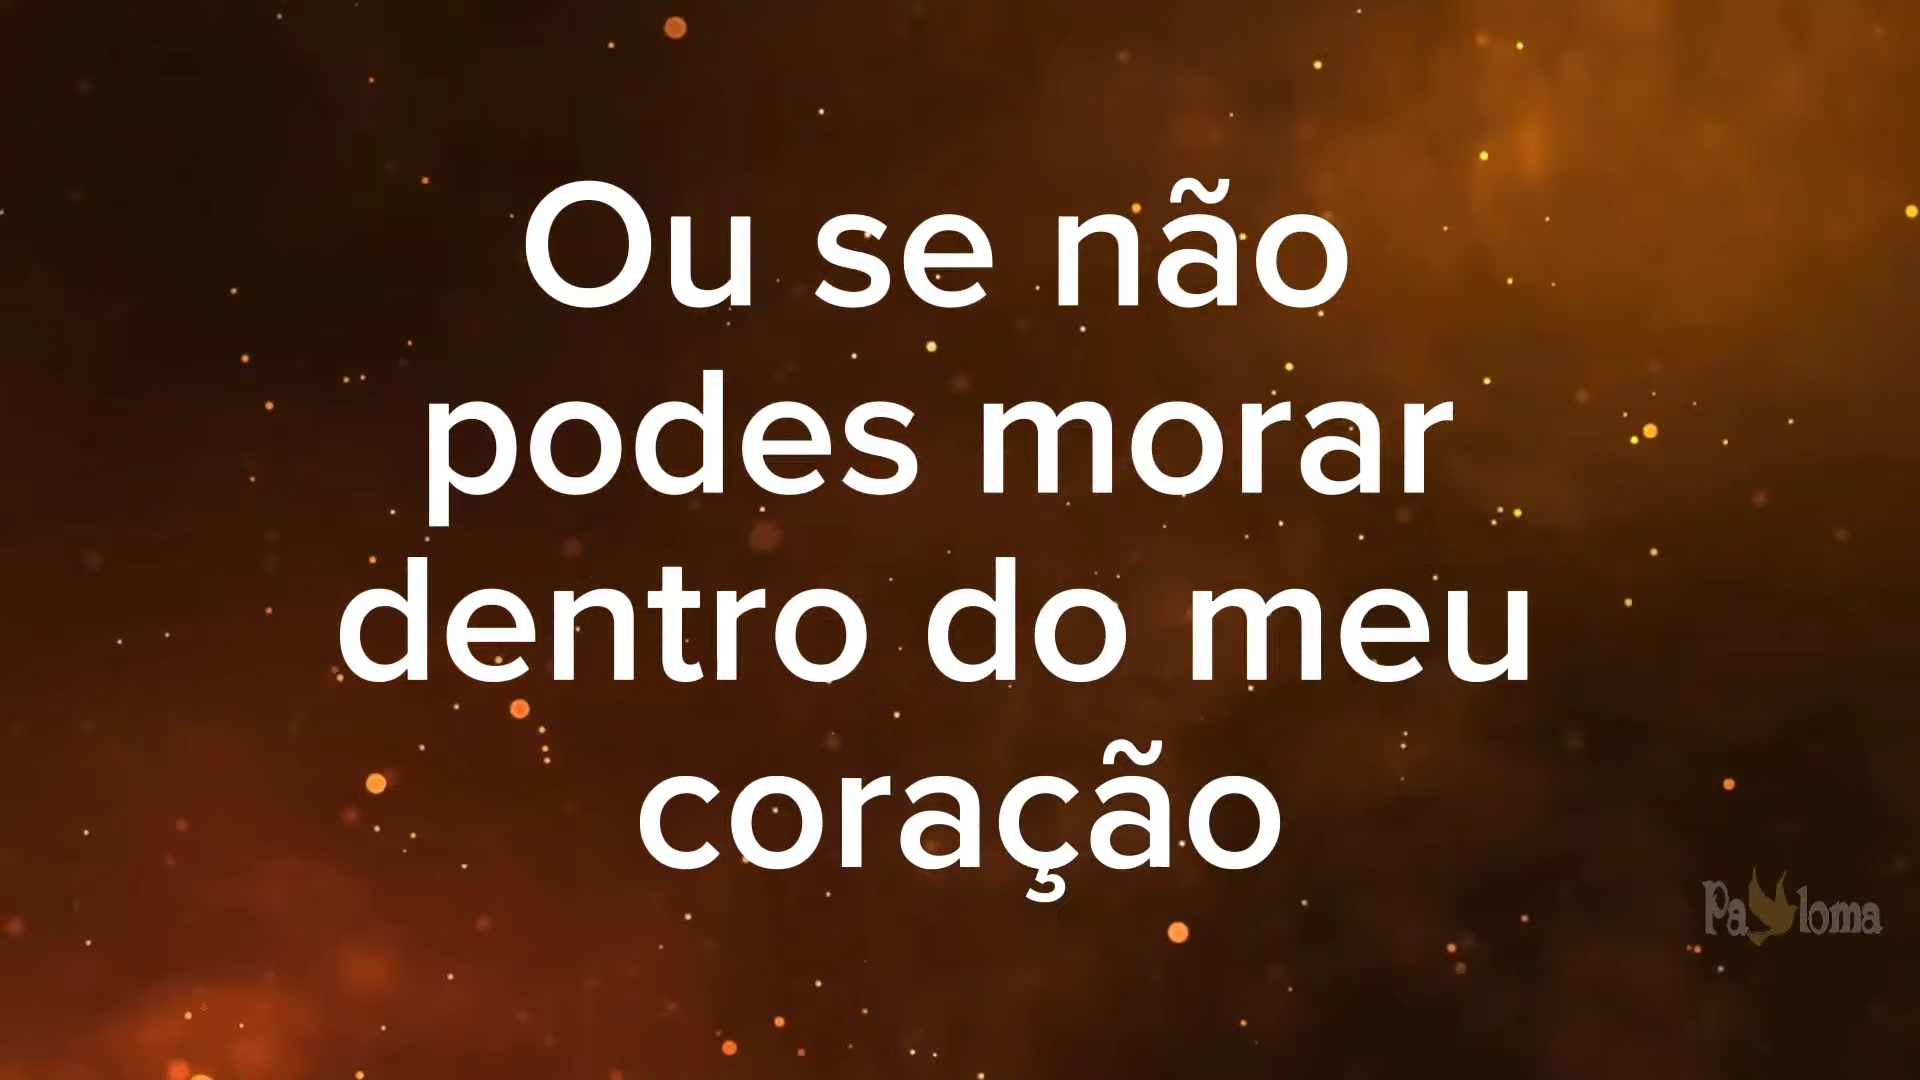 Ou se não
podes morar
dentro do meu
coração
Paloma